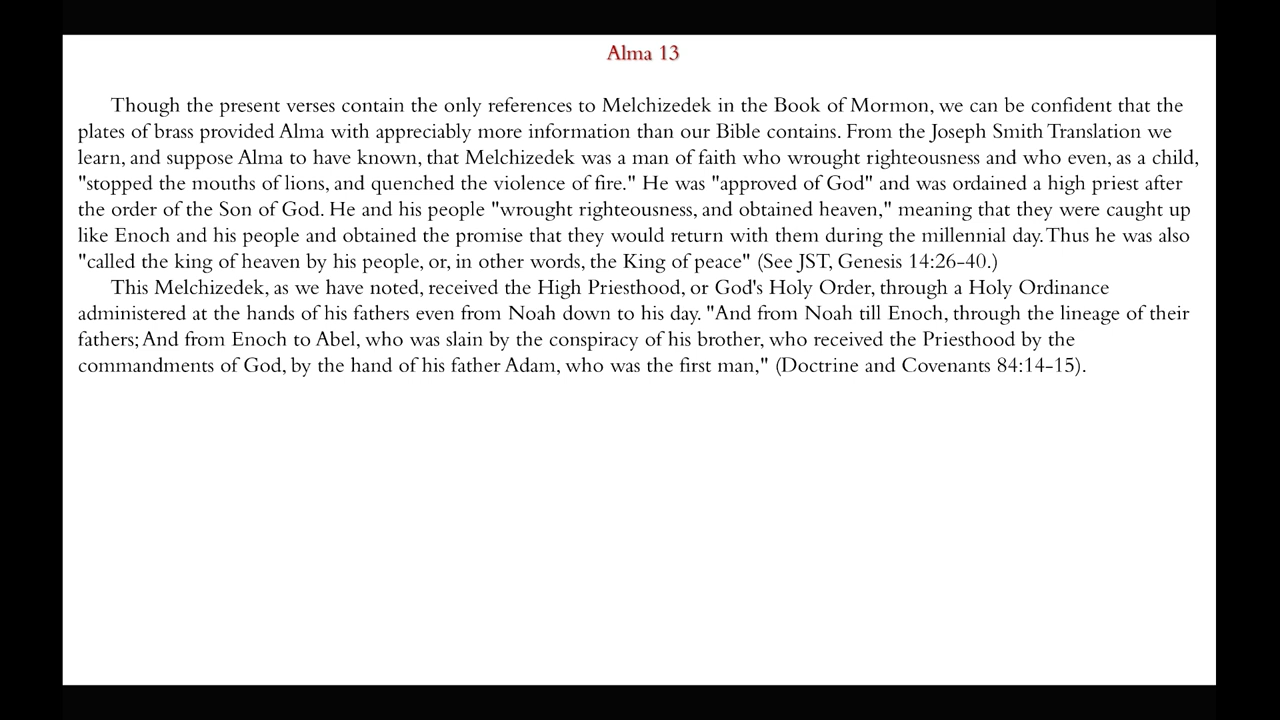 Alma 13
Though the present verses contain the only references to Melchizedek in the Book of Mormon, we can be confident that the
plates of brass provided Alma with appreciably more information than our Bible contains. From the Joseph Smith Translation we
learn, and suppose Alma to have known, that Melchizedek was a man of faith who wrought righteousness and who even, as a child,
"stopped the mouths of lions, and quenched the violence of fire." He was "approved of God" and was ordained a high priest after
the order of the Son of God. He and his people "wrought righteousness, and obtained heaven," meaning that they were caught up
like Enoch and his people and obtained the promise that they would return with them during the millennial day. Thus he was also
"called the king of heaven by his people, or, in other words, the King of peace" (See JST, Genesis 14:26-40.)
This Melchizedek, as we have noted, received the High Priesthood, or God's Holy Order, through a Holy Ordinance
administered at the hands of his fathers even from Noah down to his day. "And from Noah till Enoch, through the lineage of their
fathers; And from Enoch to Abel, who was slain by the conspiracy of his brother, who received the Priesthood by the
commandments of God, by the hand of his father Adam, who was the first man," (Doctrine and Covenants 84:14-15).